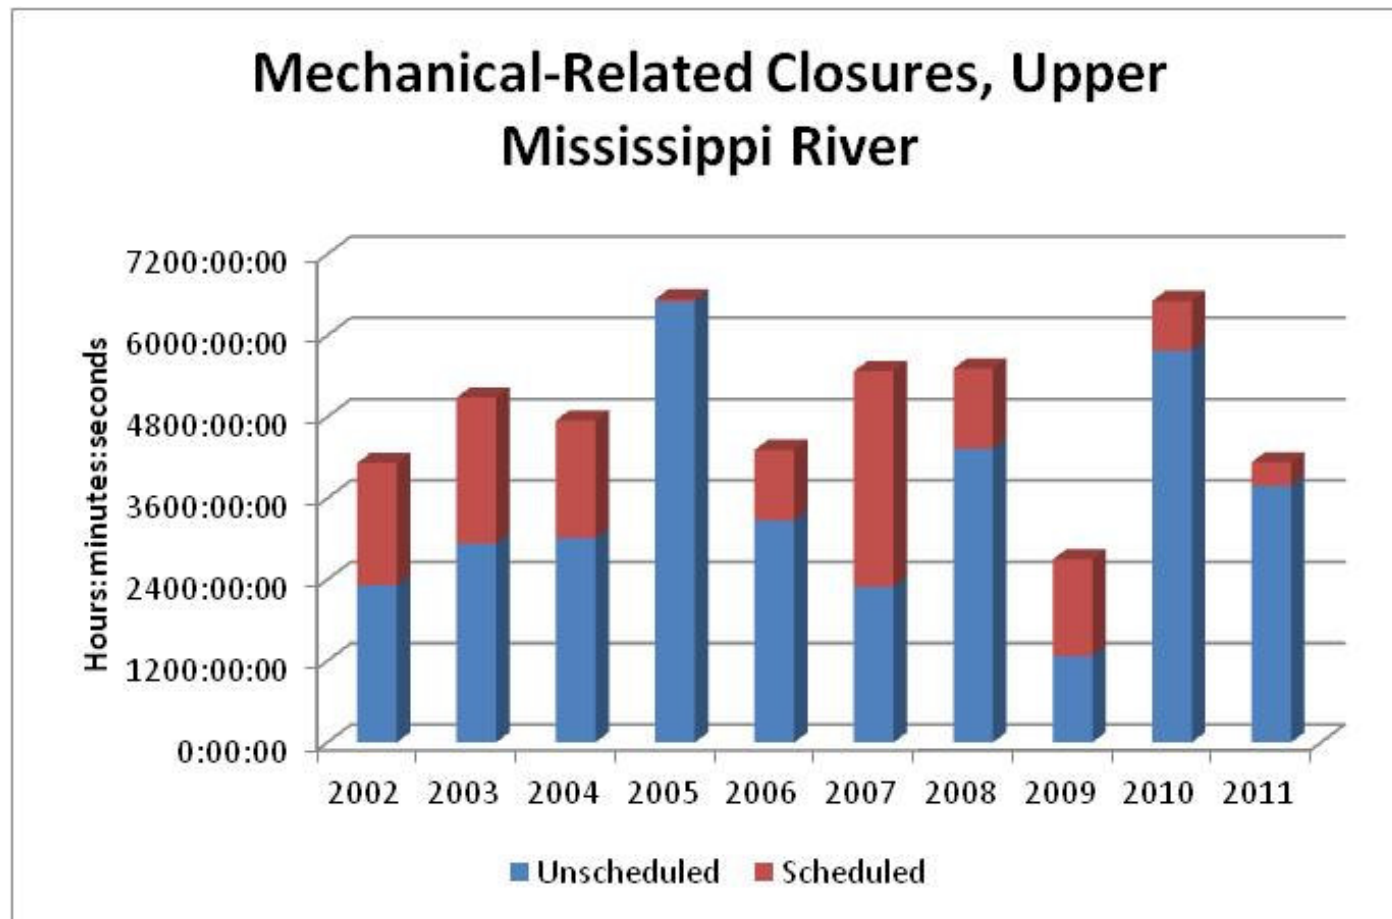 Mechanical-Related Closures, Upper
Mississippi River
Hours:minutes:seconds
7200:00:00
6000:00:00
4800:00:00
3600:00:00
2400:00:00
1200:00:00
0:00:00
2002 2003 2004 2005 2006 2007 2008 2009 2010 2011
Unscheduled Scheduled